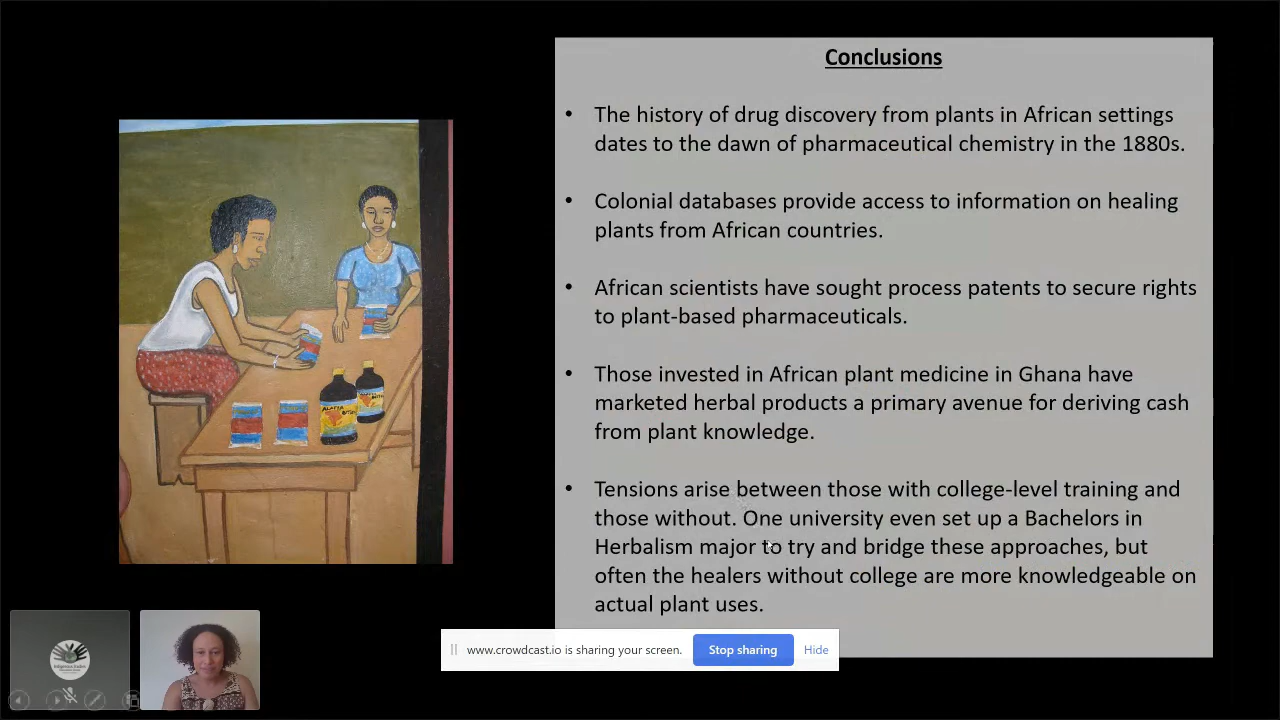 Conclusions
• The history of drug discovery from plants in African settings
dates to the dawn of pharmaceutical chemistry in the 1880s.
• Colonial databases provide access to information on healing
plants from African countries.
• African scientists have sought process patents to secure rights
to plant-based pharmaceuticals.
• Those invested in African plant medicine in Ghana have
marketed herbal products a primary avenue for deriving cash
from plant knowledge.
• Tensions arise between those with college-level training and
those without. One university even set up a Bachelors in
Herbalism major to try and bridge these approaches, but
often the healers without college are more knowledgeable on
actual plant uses.
www.crowdcast.io is sharing your screen.
Stop sharing
Hide